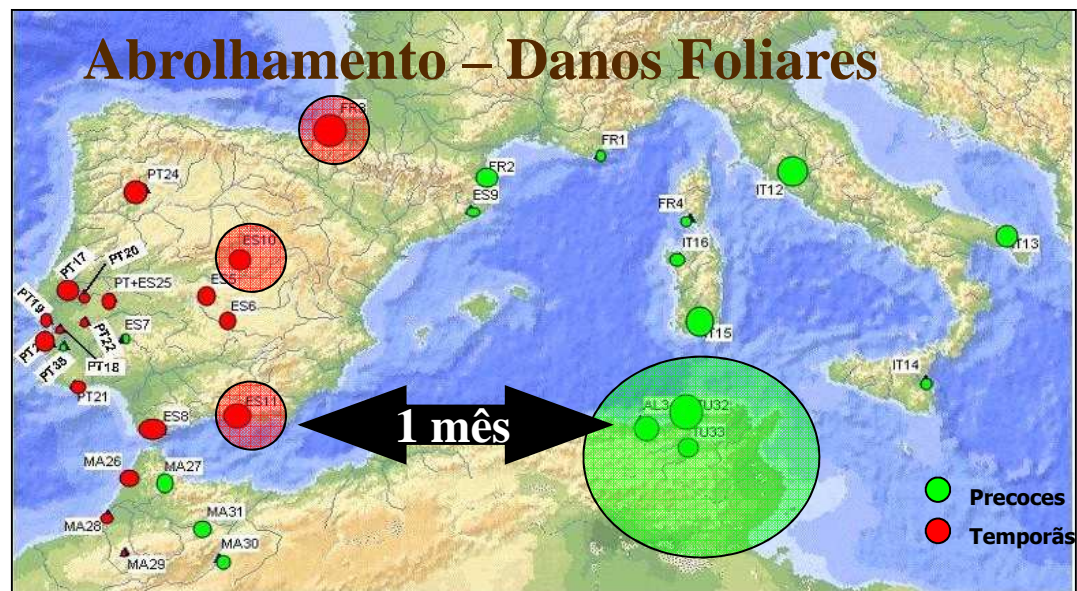 Abrolhamento – Danos Foliares
FR3
FR1
FR2
ES9
IT12
PT24
FR4
IT13
IT16
ES10
PT17
PT20
PT+ES25
ES5
PT19
ES6
IT15
PT22
ES7
PT35
PT18
IT14
PT21
ES11
ES8
1 mês
TU32
TU33
MA26
MA27
Precoces
MA28
MA31
Temporãs
MA30
MA29